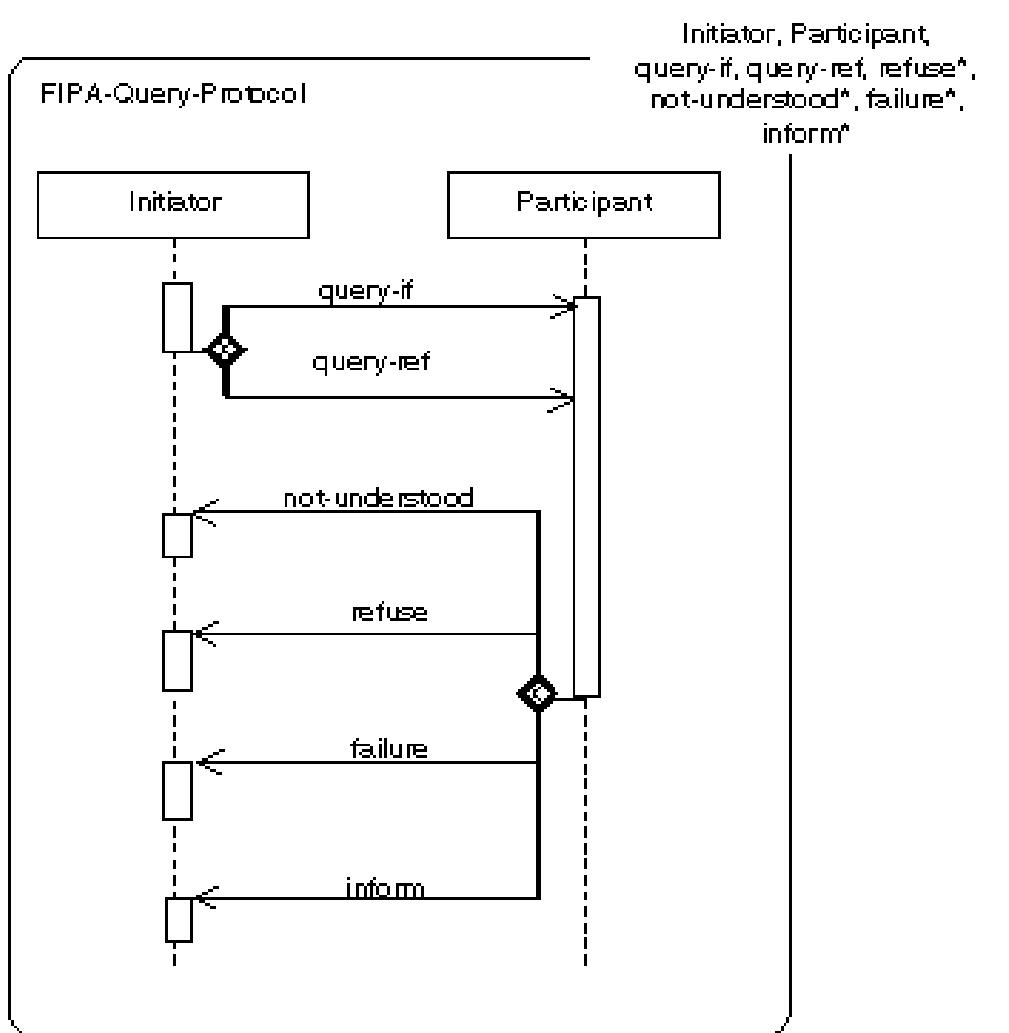 Initiator, Participant,
query-if, query-ref, refuse*,
not-understood*, failure*,
inform*
FIPA-Query-Protocol
Initiator
Participant
query-if
query-ref
not-understood
refuse
failure
inform